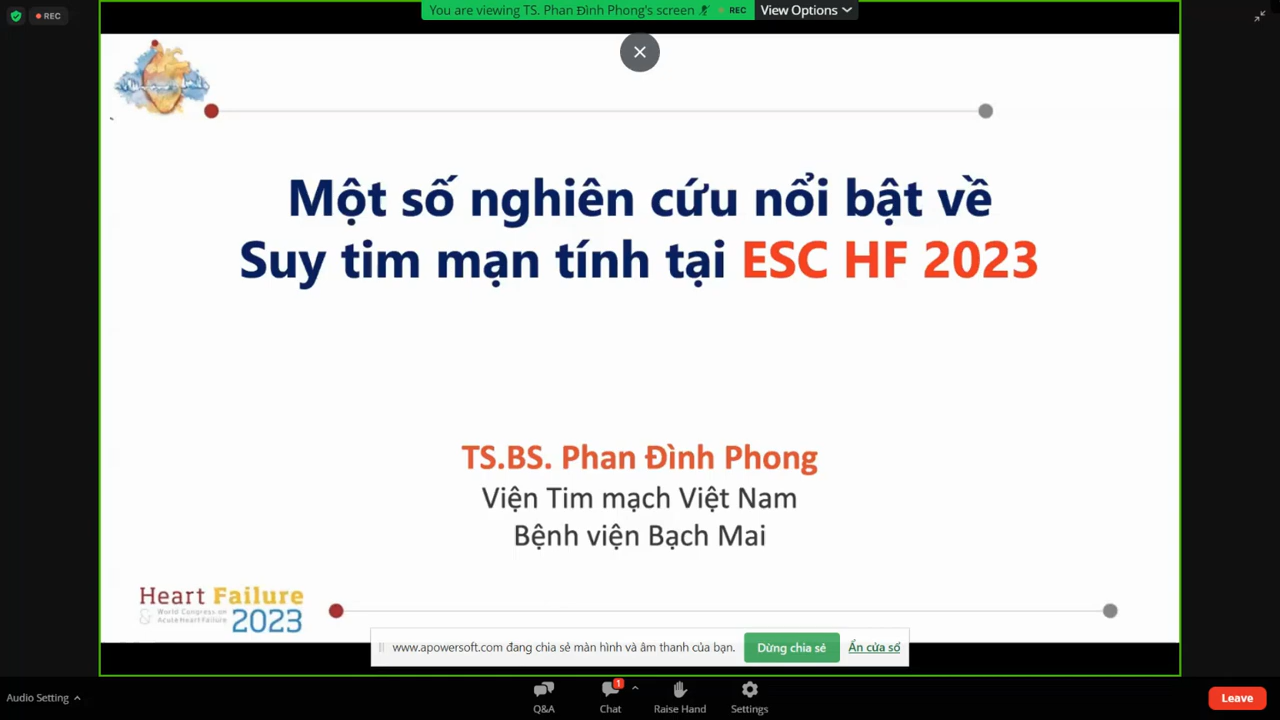 REC
You are viewing TS. Phan Đình Phong's screen
REC
View Options
Một số nghiên cứu nổi bật về
Suy tim mạn tính tại ESC HF 2023
TS.BS. Phan Đình Phong
Viện Tim mạch Việt Nam
Bệnh viện Bạch Mai
Heart Failure
& World Congress on
Acute Heart Failure
2023
www.apowersoft.com đang chia sẻ màn hình và âm thanh của bạn.
Dừng chia sẻ
Ẩn cửa sổ
Audio Setting
Q&A
1
Chat
Raise Hand
Settings
Leave